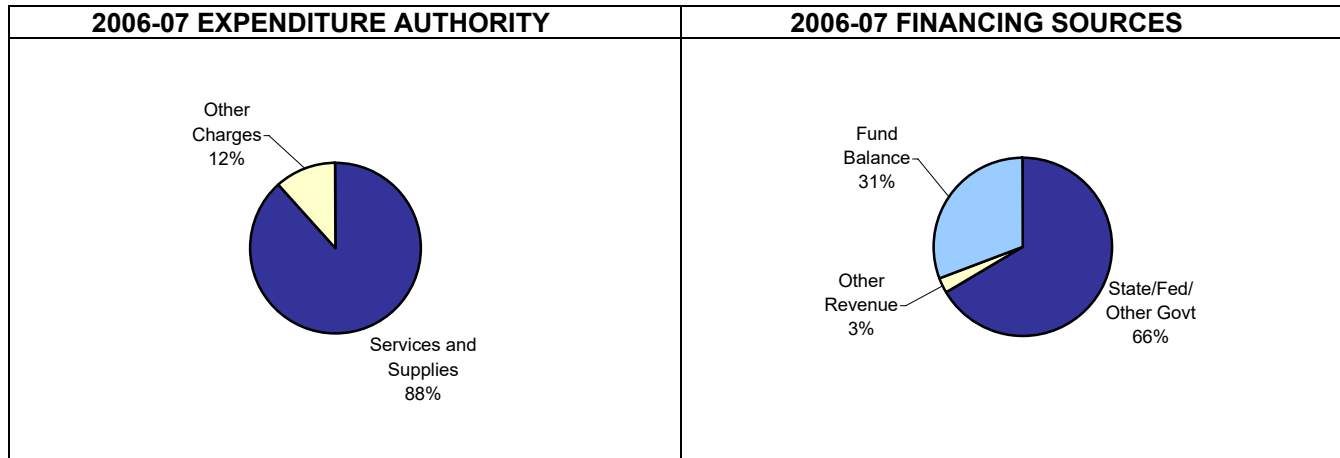 2006-07 EXPENDITURE AUTHORITY
Other
Charges
12%
Services and
Supplies
88%
2006-07 FINANCING SOURCES
Fund
Balance
31%
Other
Revenue
3%
State/Fed/
Other Govt
66%